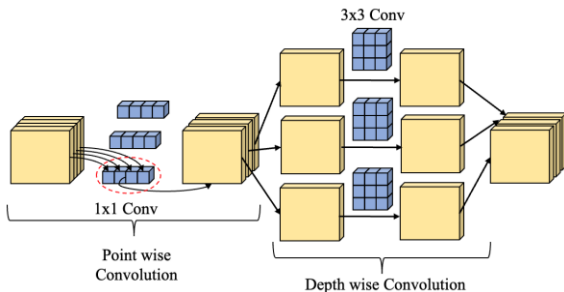 3x3 Conv
1x1 Conv
Point wise
Convolution
Depth wise Convolution